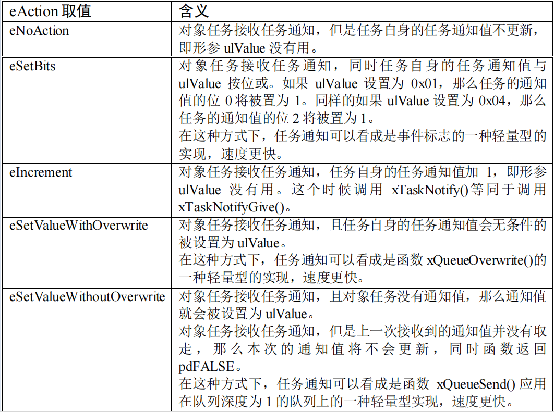 eAction 取值 含义
eNoAction 对象任务接收任务通知，但是任务自身的任务通知值不更新，
即形参 ulValue 没有用。
eSetBits 对象任务接收任务通知，同时任务自身的任务通知值与
ulValue 按位或。如果 ulValue 设置为 0x01，那么任务的通知
值的位 0 将被置为 1。同样的如果 ulValue 设置为 0x04，那么
任务的通知值的位 2 将被置为 1。
在这种方式下，任务通知可以看成是事件标志的一种轻量型的
实现，速度更快。
eIncrement 对象任务接收任务通知，任务自身的任务通知值加 1，即形参
ulValue 没有用。这个时候调用 xTaskNotify()等同于调用
xTaskNotifyGive()。
eSetValueWithOverwrite 对象任务接收任务通知，且任务自身的任务通知值会无条件的
被设置为 ulValue。
在这种方式下，任务通知可以看成是函数 xQueueOverwrite()的
一种轻量型的实现，速度更快。
eSetValueWithoutOverwrite 对象任务接收任务通知，且对象任务没有通知值，那么通知值
就会被设置为 ulValue。
对象任务接收任务通知，但是上一次接收到的通知值并没有取
走，那么本次的通知值将不会更新，同时函数返回
pdFALSE。
在这种方式下，任务通知可以看成是函数 xQueueSend() 应用
在队列深度为 1 的队列上的一种轻量型实现，速度更快。